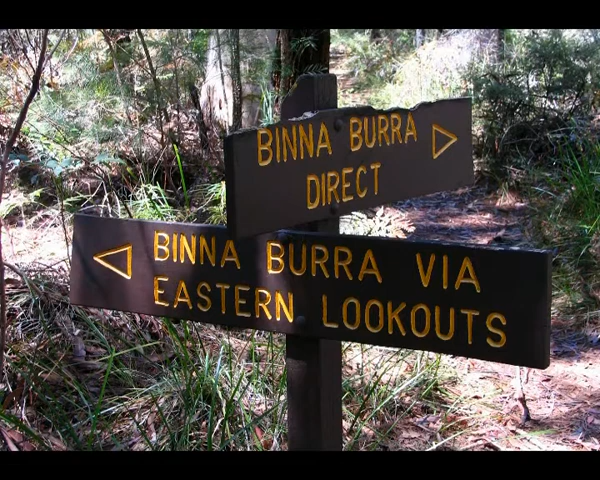 BINNA BURRA
DIRECT
BINNA BURRA VIA
EASTERN LOOKOUTS